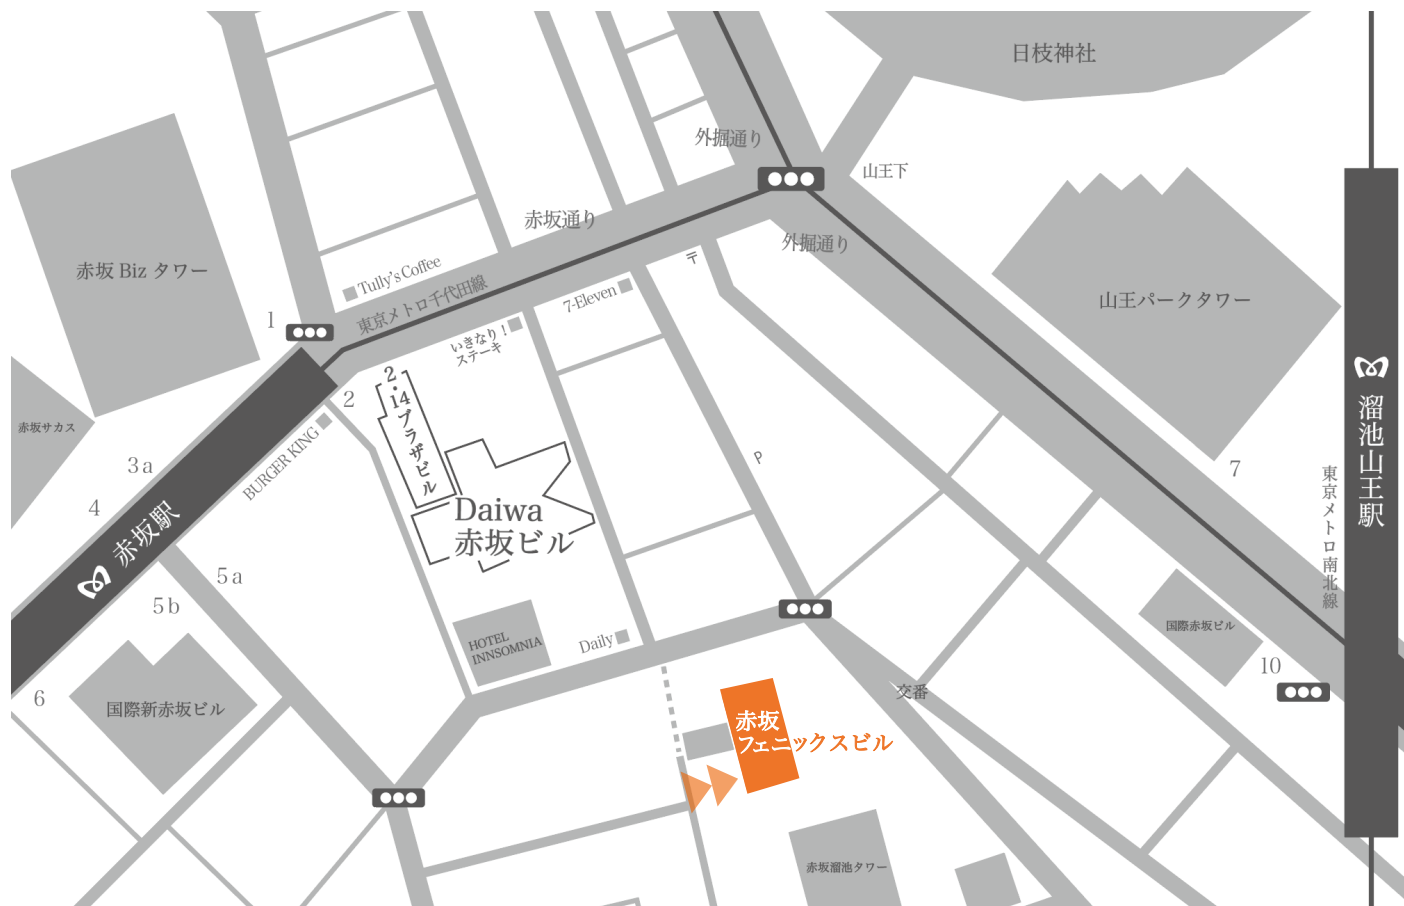 日枝神社
外掘通り
山王下
赤坂通り
外掘通り
赤坂 Biz タワー
Tully's Coffee
〒
東京メトロ千代田線
7-Eleven
山王パークタワー
1
いきなり!
ステーキ
2・14プラザビル
2
赤坂サカス
BURGER KING
溜池山王駅
3a
P
7
東京メトロ南北線
4
赤坂駅
Daiwa
赤坂ビル
5a
5b
国際赤坂ビル
HOTEL
INNSOMNIA
Daily
10
6
国際新赤坂ビル
交番
赤坂
フェニックスビル
赤坂溜池タワー